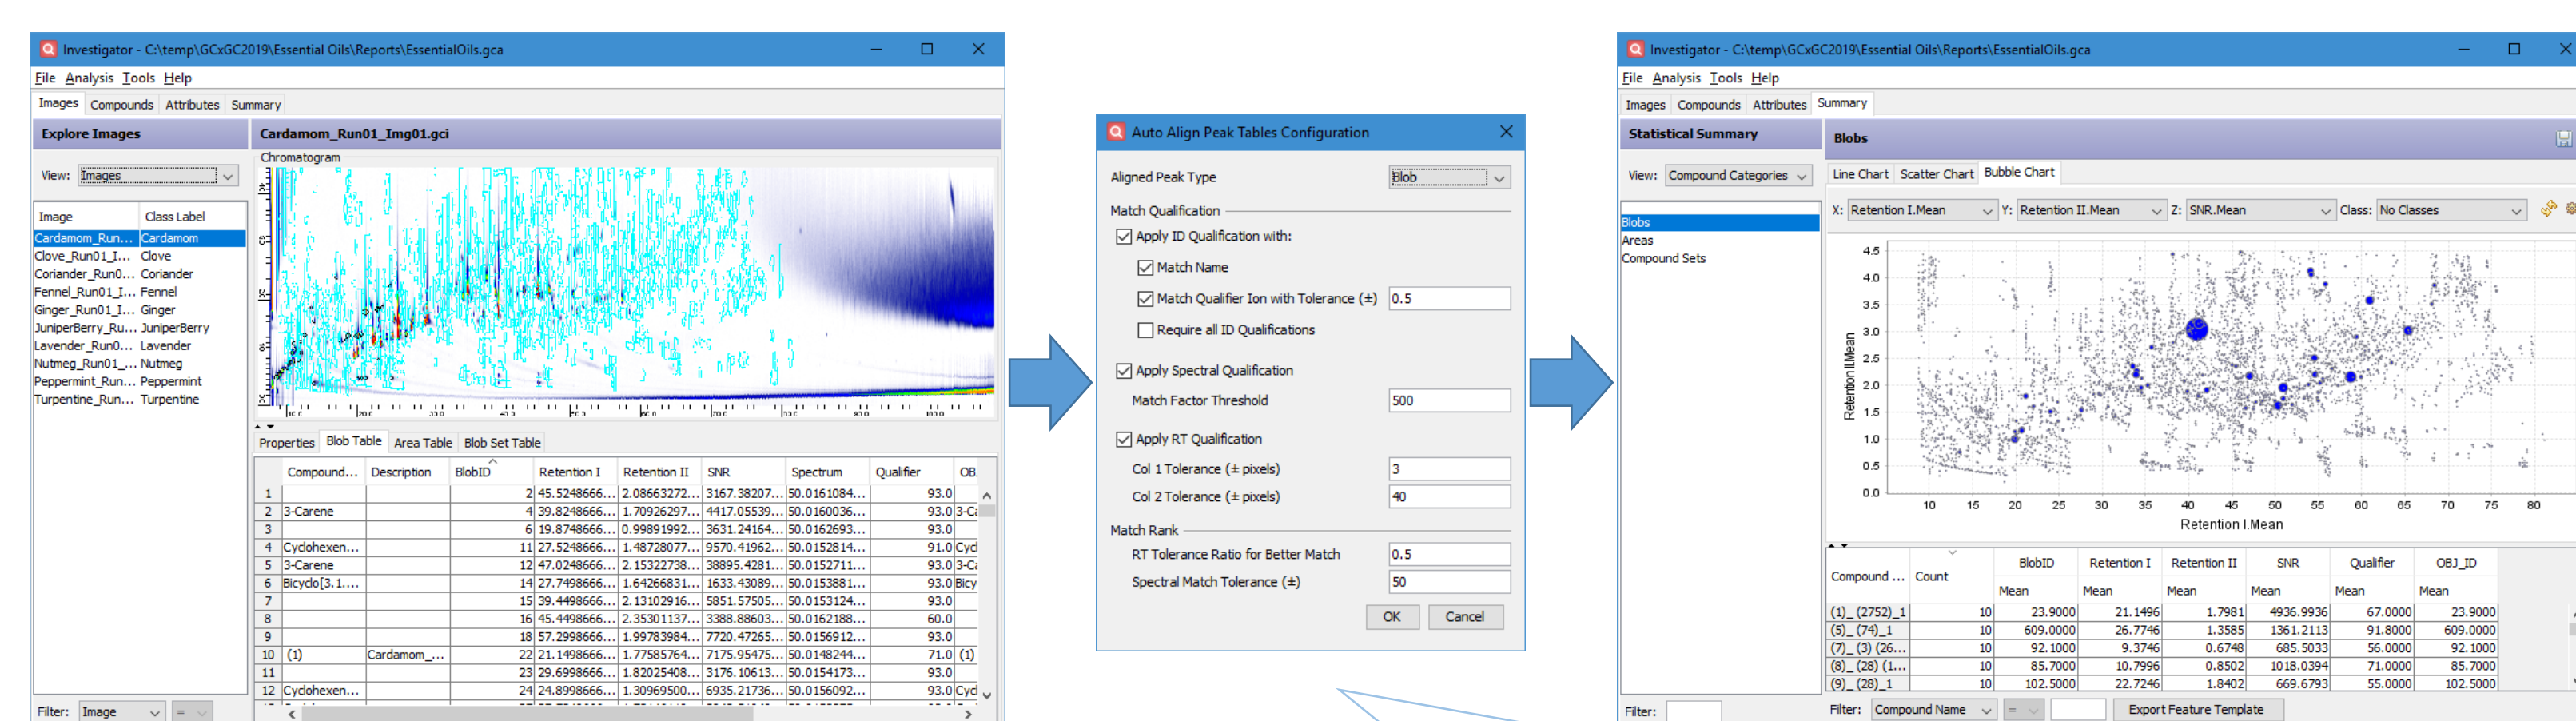 Investigator - C:\temp\GCxGC2019\Essential Oils\Reports\EssentialOils.gca
File Analysis Tools Help
Images Compounds Attributes Summary
Explore Images
View: Images
Image Class Label
Cardamom_Run... Cardamom
Clove_Run01_I... Clove
Coriander_Run0... Coriander
Fennel_Run01_I... Fennel
Ginger_Run01_I... Ginger
JuniperBerry_Ru... JuniperBerry
Lavender_Run0... Lavender
Nutmeg_Run01_... Nutmeg
Peppermint_Run... Peppermint
Turpentine_Run... Turpentine
Filter: Image =
Cardamom_Run01_Img01.gci
Chromatogram
Properties Blob Table Area Table Blob Set Table
Compound... Description BlobID Retention I Retention II SNR Spectrum Qualifier OB.
1 2 45.5248666... 2.08663272... 3167.38207... 50.0161084... 93.0
2 3-Carene 4 39.8248666... 1.70926297... 4417.05539... 50.0160036... 93.0 3-Ca
3 6 19.8748666... 0.99891992... 3631.24164... 50.0162693... 93.0
4 Cyclohexen... 11 27.5248666... 1.48728077... 9570.41962... 50.0152814... 91.0 Cycl
5 3-Carene 12 47.0248666... 2.15322738... 38895.4281... 50.0152711... 93.0 3-Ca
6 Bicyclo[3.1.... 14 27.7498666... 1.64266831... 1633.43089... 50.0153881... 93.0 Bicy
7 15 39.4498666... 2.13102916... 5851.57505... 50.0153124... 93.0
8 16 45.4498666... 2.35301137... 3388.88603... 50.0162188... 60.0
9 18 57.2998666... 1.99783984... 7720.47265... 50.0156912... 93.0
10 (1) Cardamom_... 22 21.1498666... 1.77585764... 7175.95475... 50.0148244... 71.0 (1)
11 23 29.6998666... 1.82025408... 3176.10613... 50.0154173... 93.0
12 Cyclohexen... 24 24.8998666... 1.30969500... 6935.21736... 50.0156092... 93.0 Cycl
Auto Align Peak Tables Configuration
Aligned Peak Type Blob
Match Qualification
Apply ID Qualification with:
Match Name
Match Qualifier Ion with Tolerance (±) 0.5
Require all ID Qualifications
Apply Spectral Qualification
Match Factor Threshold 500
Apply RT Qualification
Col 1 Tolerance (± pixels) 3
Col 2 Tolerance (± pixels) 40
Match Rank
RT Tolerance Ratio for Better Match 0.5
Spectral Match Tolerance (±) 50
OK Cancel
Investigator - C:\temp\GCxGC2019\Essential Oils\Reports\EssentialOils.gca
File Analysis Tools Help
Images Compounds Attributes Summary
Statistical Summary
View: Compound Categories
Blobs
Areas
Compound Sets
Filter:
Blobs
Line Chart Scatter Chart Bubble Chart
X: Retention I.Mean Y: Retention II.Mean Z: SNR.Mean Class: No Classes
4.5
4.0
3.5
3.0
2.5
2.0
1.5
1.0
0.5
0.0
Retention II.Mean
10 15 20 25 30 35 40 45 50 55 60 65 70 75 80
Retention I.Mean
Compound ... Count BlobID Retention I Retention II SNR Qualifier OBJ_ID
Mean Mean Mean Mean Mean Mean
(1)_ (2752)_1 10 23.9000 21.1496 1.7981 4936.9936 67.0000 23.9000
(5)_ (74)_1 10 609.0000 26.7746 1.3585 1361.2113 91.8000 609.0000
(7)_ (3) (26... 10 92.1000 9.3746 0.6748 685.5033 56.0000 92.1000
(8)_ (28) (1... 10 85.7000 10.7996 0.8502 1018.0394 71.0000 85.7000
(9)_ (28)_1 10 102.5000 22.7246 1.8402 669.6793 55.0000 102.5000
Filter: Compound Name = Export Feature Template